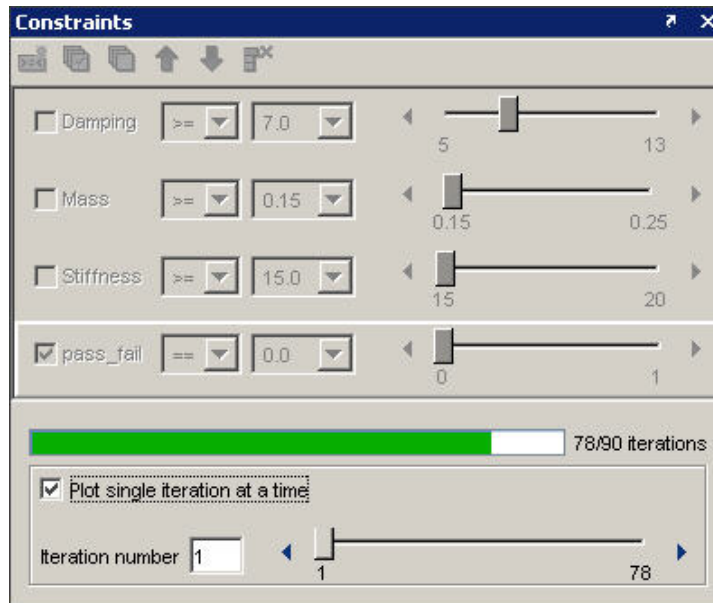 Constraints
Damping >= 7.0
5 13
Mass >= 0.15
0.15 0.25
Stiffness >= 15.0
15 20
pass_fail == 0.0
0 1
78/90 iterations
Plot single iteration at a time
Iteration number 1
1 78